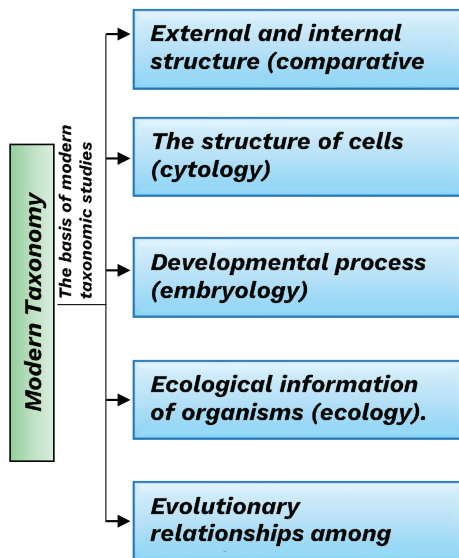 Modern Taxonomy
The basis of modern
taxonomic studies
External and internal
structure (comparative
The structure of cells
(cytology)
Developmental process
(embryology)
Ecological information
of organisms (ecology).
Evolutionary
relationships among